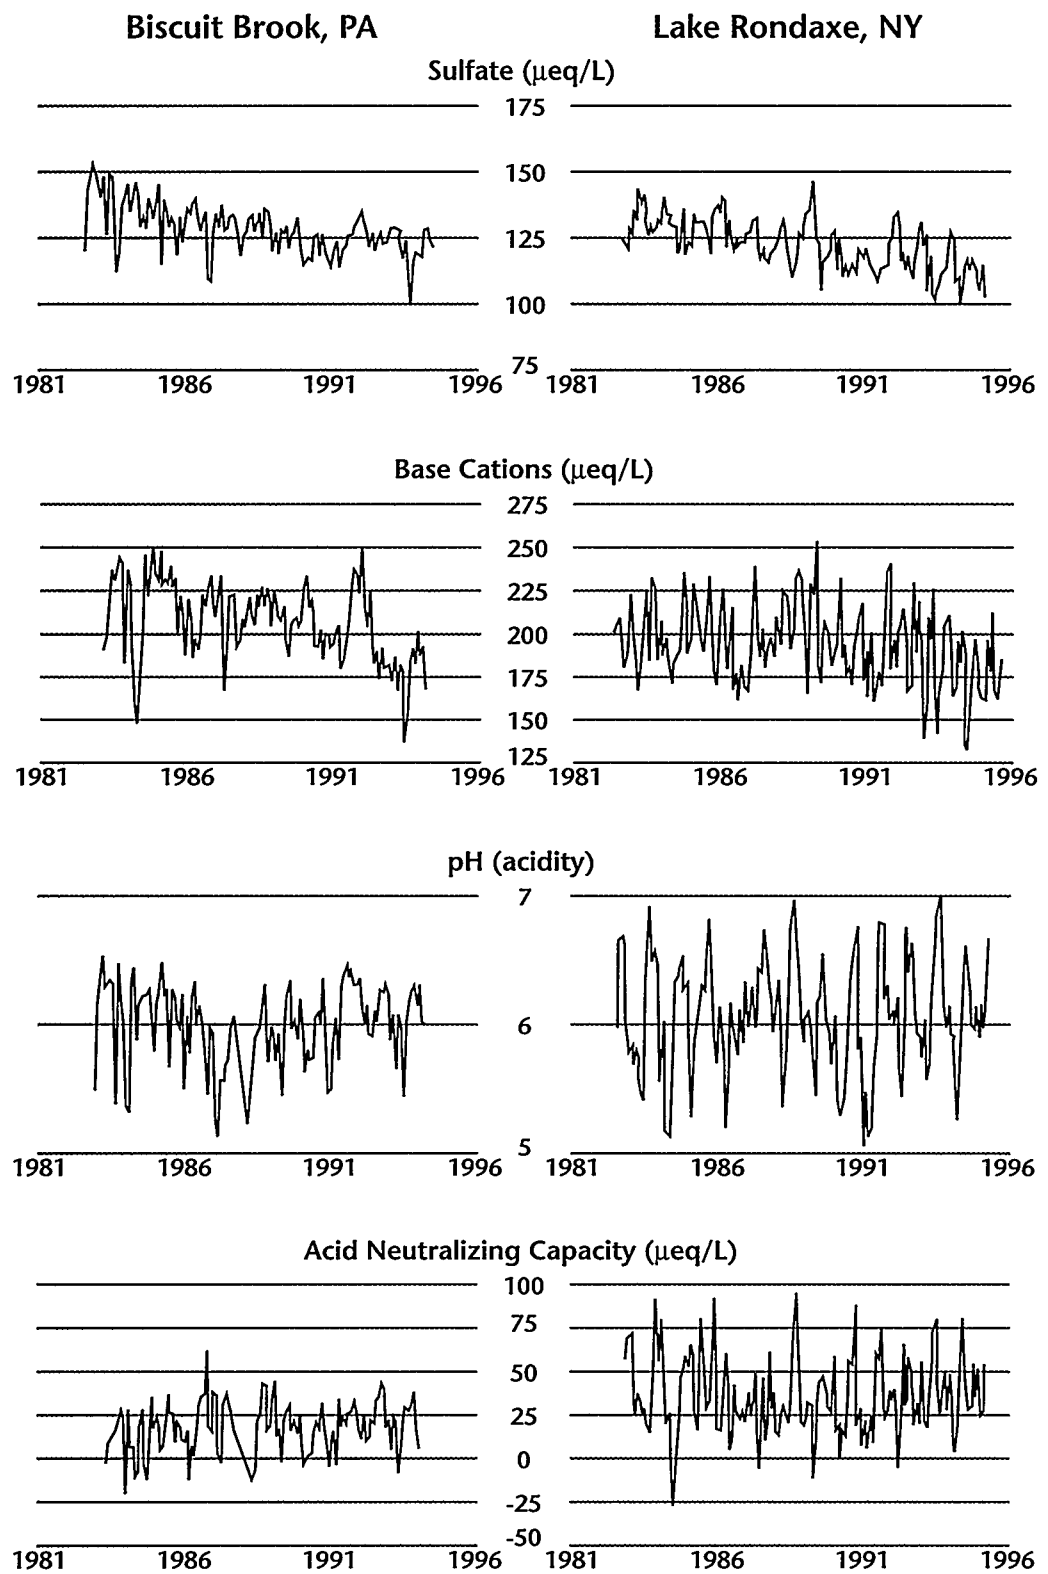 Biscuit Brook, PA Lake Rondaxe, NY
Sulfate (μeq/L)
175
150
125
100
75
1981 1986 1991 1996 1981 1986 1991 1996
Base Cations (μeq/L)
275
250
225
200
175
150
125
1981 1986 1991 1996 1981 1986 1991 1996
pH (acidity)
7
6
5
1981 1986 1991 1996 1981 1986 1991 1996
Acid Neutralizing Capacity (μeq/L)
100
75
50
25
0
-25
-50
1981 1986 1991 1996 1981 1986 1991 1996